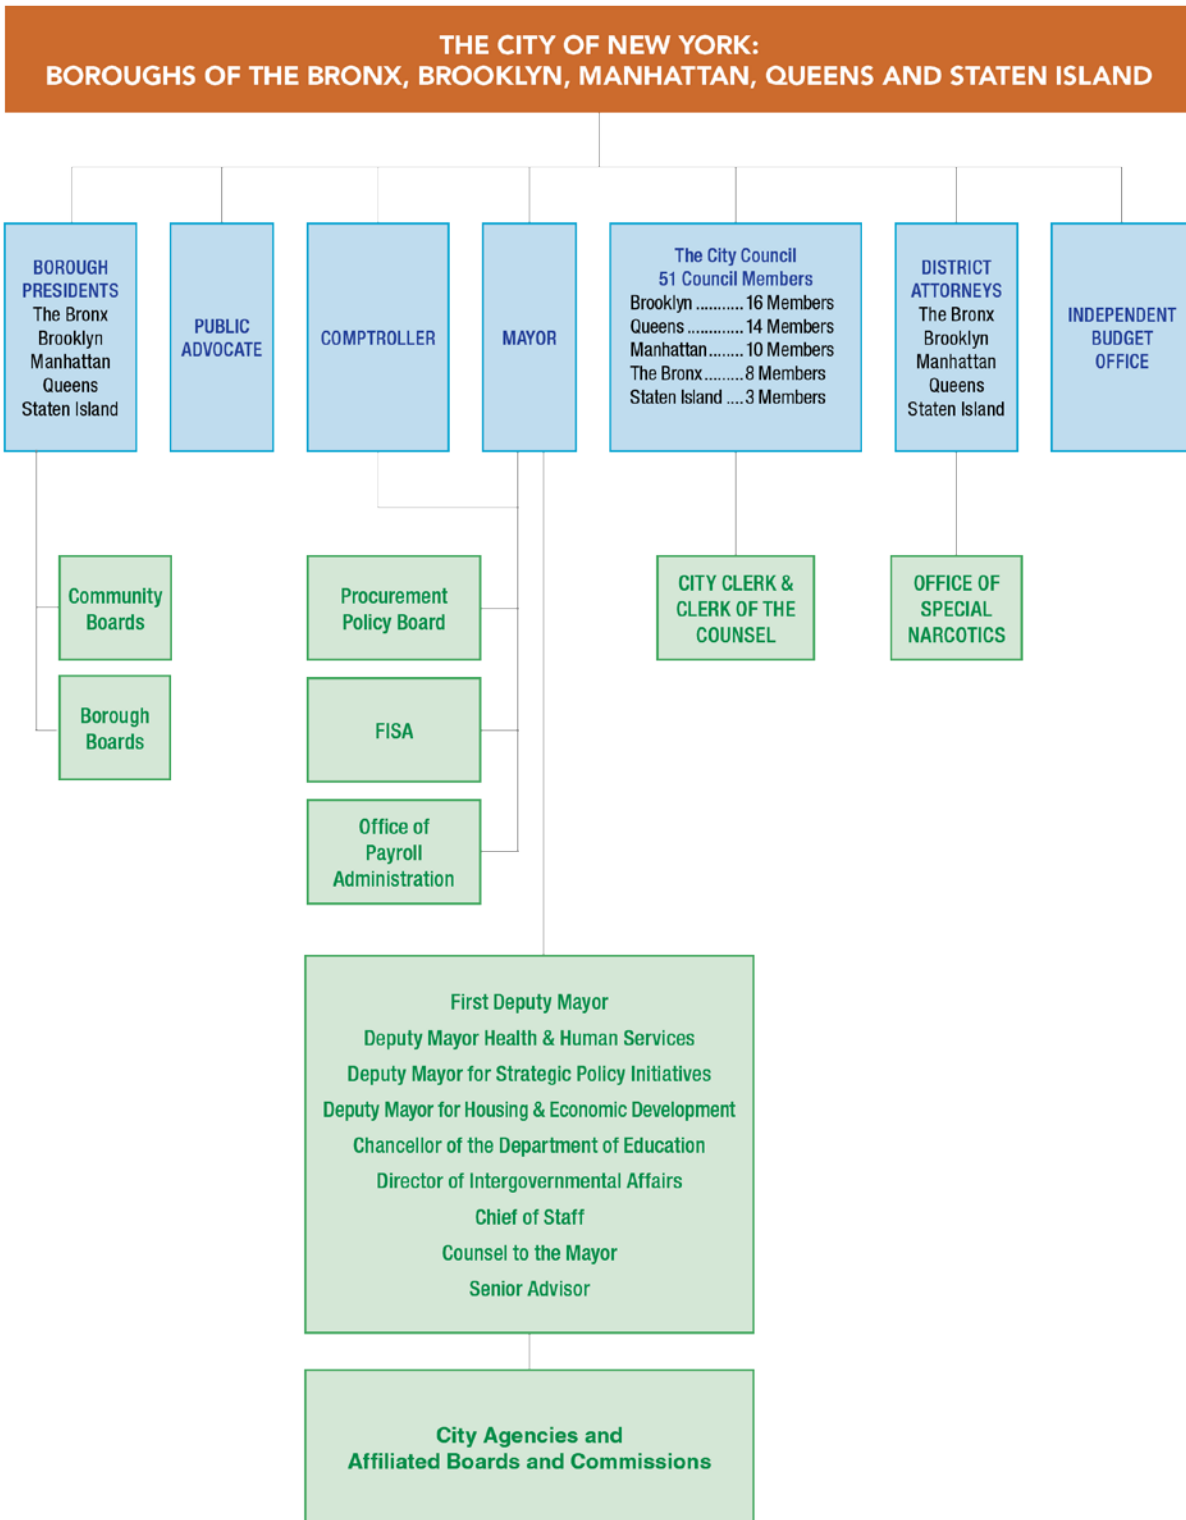 THE CITY OF NEW YORK:
BOROUGHS OF THE BRONX, BROOKLYN, MANHATTAN, QUEENS AND STATEN ISLAND
BOROUGH
PRESIDENTS
The Bronx
Brooklyn
Manhattan
Queens
Staten Island
PUBLIC
ADVOCATE
COMPTROLLER
MAYOR
The City Council
51 Council Members
Brooklyn ........... 16 Members
Queens ............. 14 Members
Manhattan........ 10 Members
The Bronx......... 8 Members
Staten Island .... 3 Members
DISTRICT
ATTORNEYS
The Bronx
Brooklyn
Manhattan
Queens
Staten Island
INDEPENDENT
BUDGET
OFFICE
Community
Boards
Borough
Boards
Procurement
Policy Board
FISA
Office of
Payroll
Administration
CITY CLERK &
CLERK OF THE
COUNSEL
OFFICE OF
SPECIAL
NARCOTICS
First Deputy Mayor
Deputy Mayor Health & Human Services
Deputy Mayor for Strategic Policy Initiatives
Deputy Mayor for Housing & Economic Development
Chancellor of the Department of Education
Director of Intergovernmental Affairs
Chief of Staff
Counsel to the Mayor
Senior Advisor
City Agencies and
Affiliated Boards and Commissions